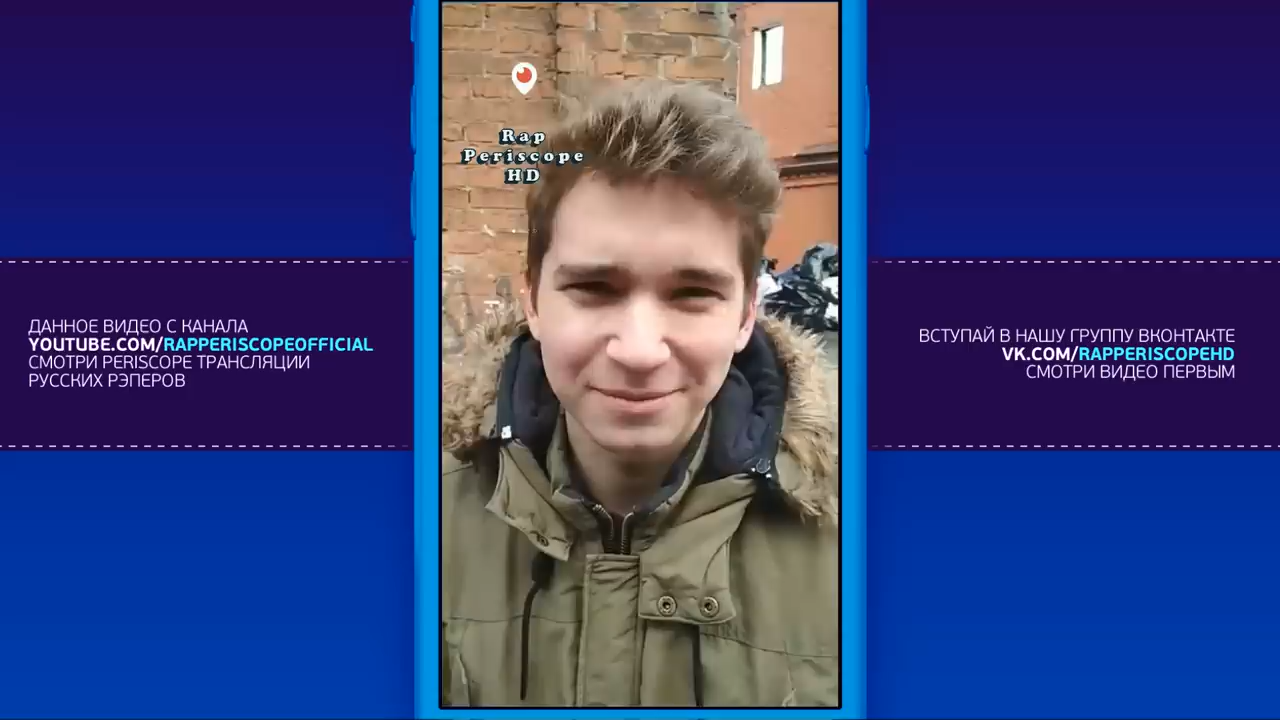 Rap
Periscope
HD
ДАННОЕ ВИДЕО С КАНАЛА
YOUTUBE.COM/RAPPERISCOPEOFFICIAL
СМОТРИ PERISCOPE ТРАНСЛЯЦИИ
РУССКИХ РЭПЕРОВ
ВСТУПАЙ В НАШУ ГРУППУ ВКОНТАКТЕ
VK.COM/RAPPERISCOPEHD
СМОТРИ ВИДЕО ПЕРВЫМ